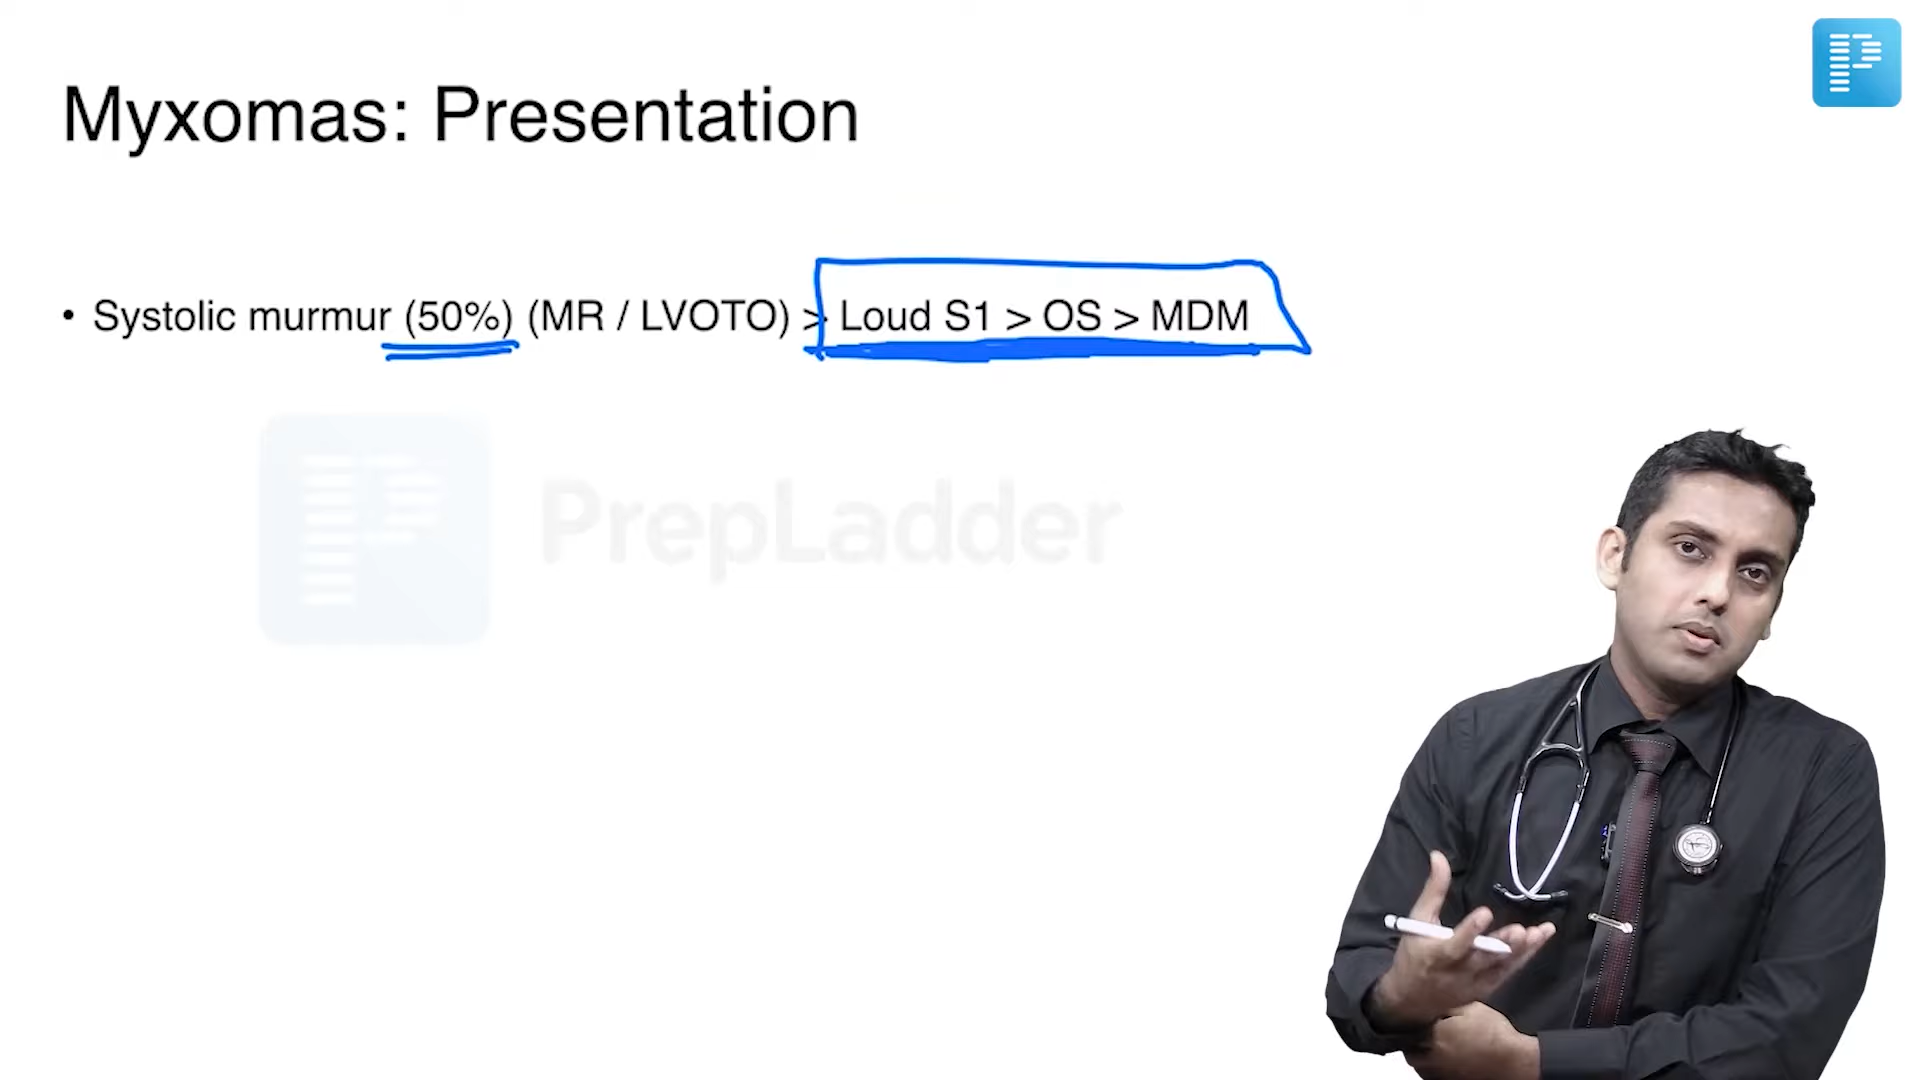 Myxomas: Presentation
• Systolic murmur (50%) (MR / LVOTO) > Loud S1 > OS > MDM
PrepLadder